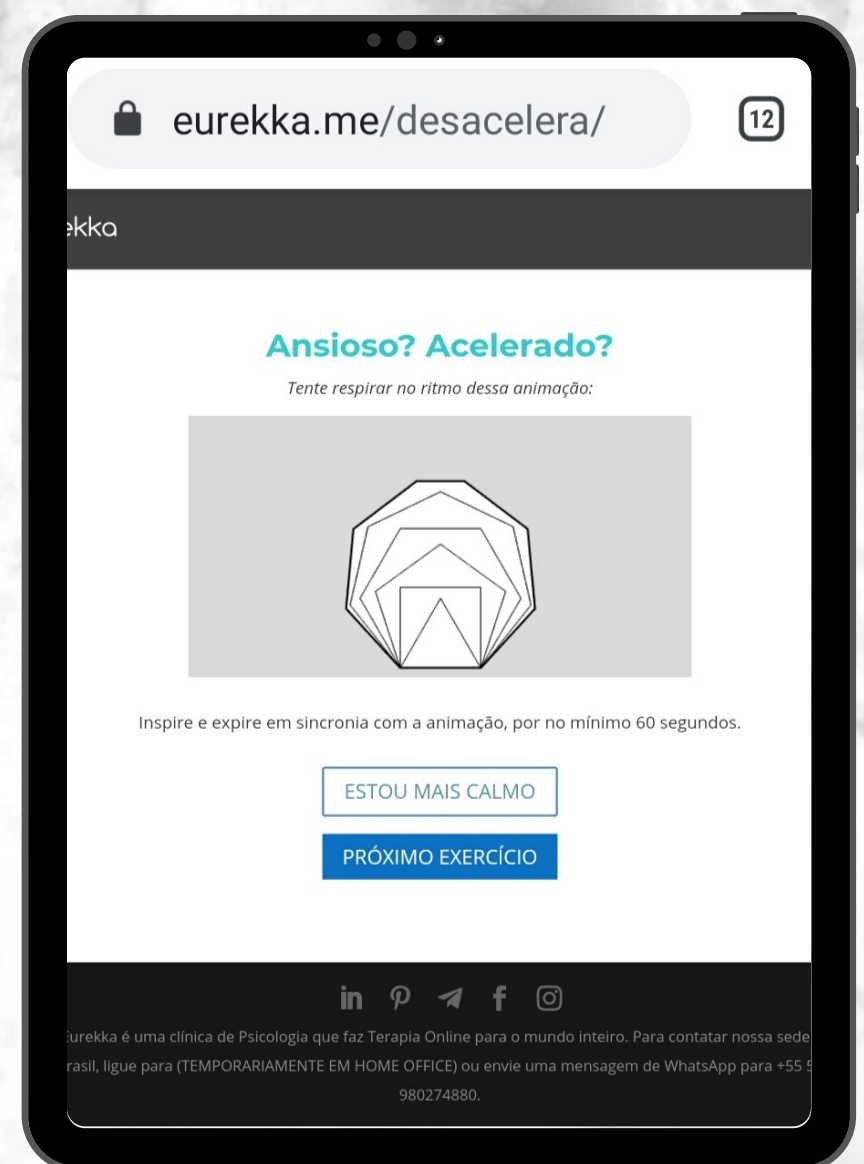 eurekka.me/desacelera/
12
ekka
Ansioso? Acelerado?
Tente respirar no ritmo dessa animação:
Inspire e expire em sincronia com a animação, por no mínimo 60 segundos.
ESTOU MAIS CALMO
PRÓXIMO EXERCÍCIO
in
f
Eurekka é uma clínica de Psicologia que faz Terapia Online para o mundo inteiro. Para contatar nossa sede
rasil, ligue para (TEMPORARIAMENTE EM HOME OFFICE) ou envie uma mensagem de WhatsApp para +55 5
980274880.